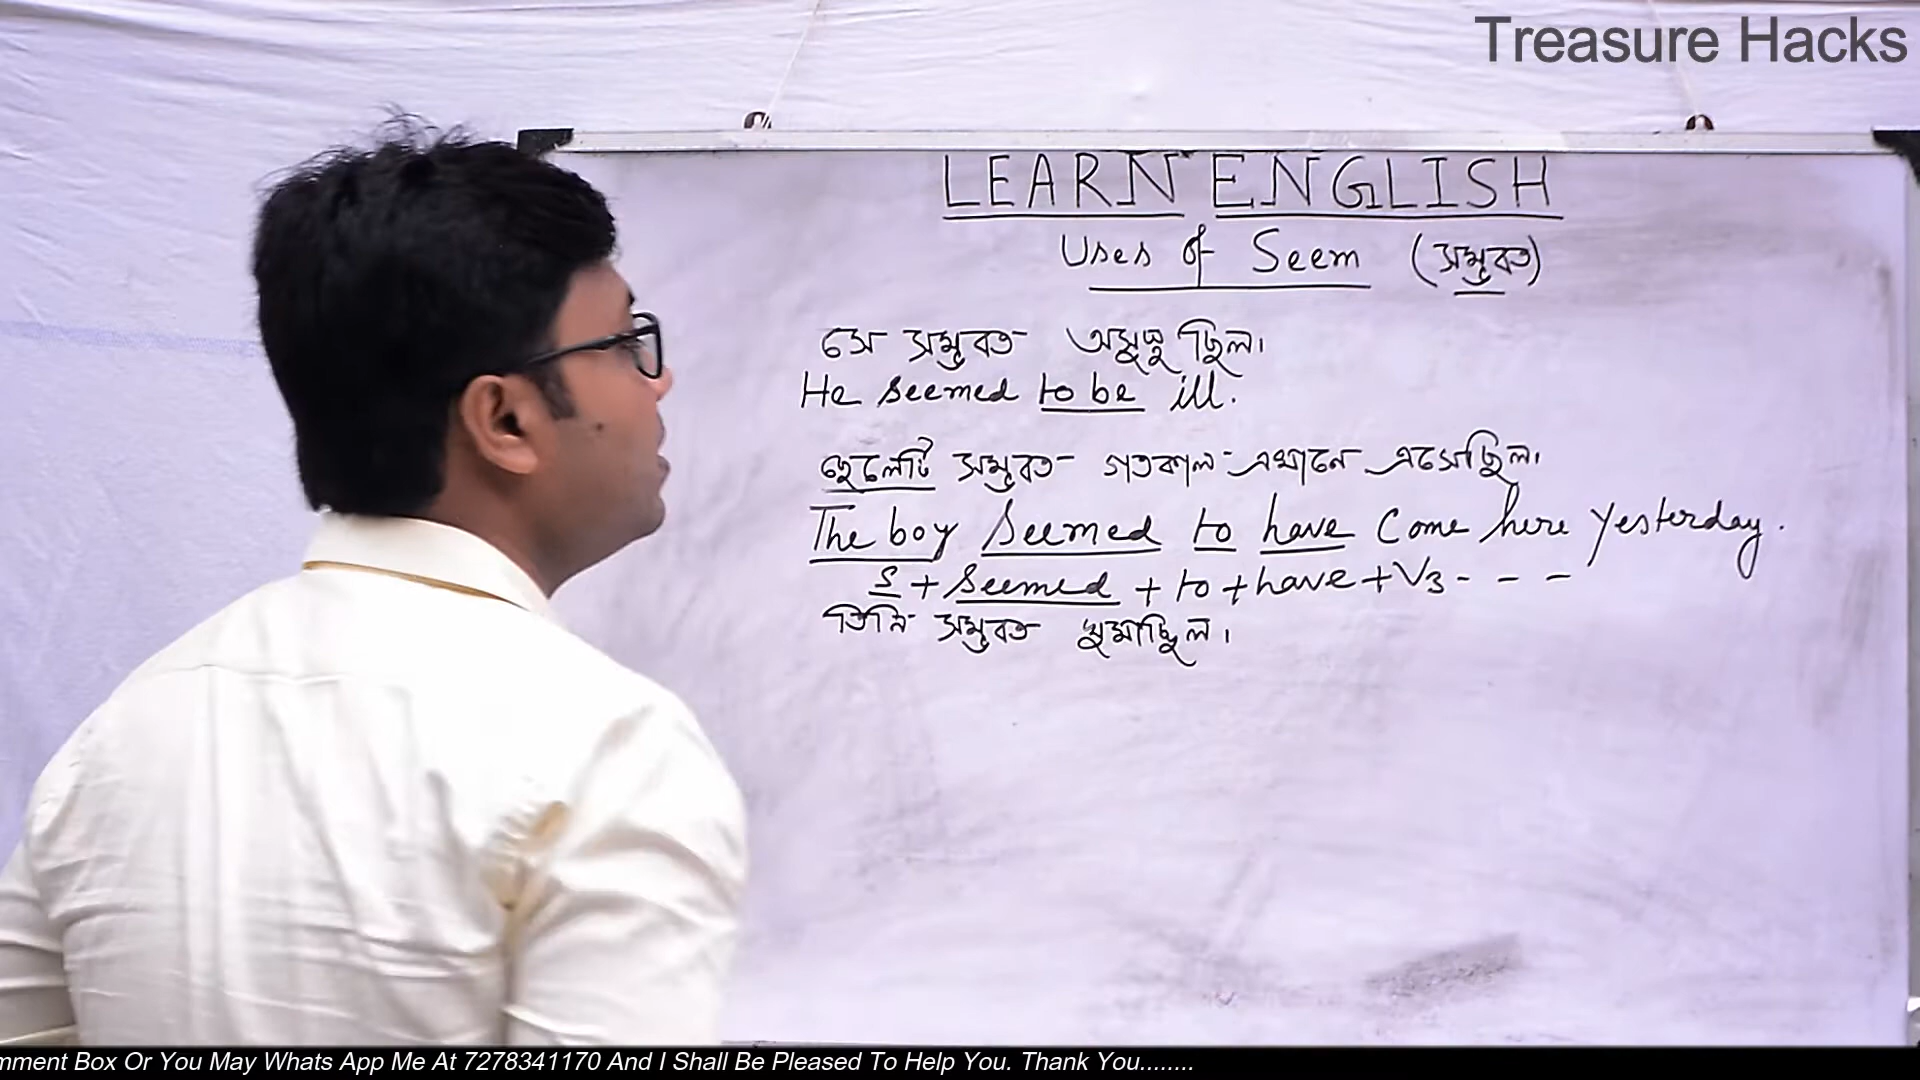 Treasure Hacks
LEARN ENGLISH
Uses of Seem (সম্ভবত)
সে সম্ভবত অসুস্থ ছিল।
He seemed to be ill.
ছেলেটি সম্ভবত গতকাল এখানে এসেছিল।
The boy seemed to have come here yesterday.
S + seemed + to + have + V3 - - -
তিনি সম্ভবত ঘুমাচ্ছিল।
mment Box Or You May Whats App Me At 7278341170 And I Shall Be Pleased To Help You. Thank You........